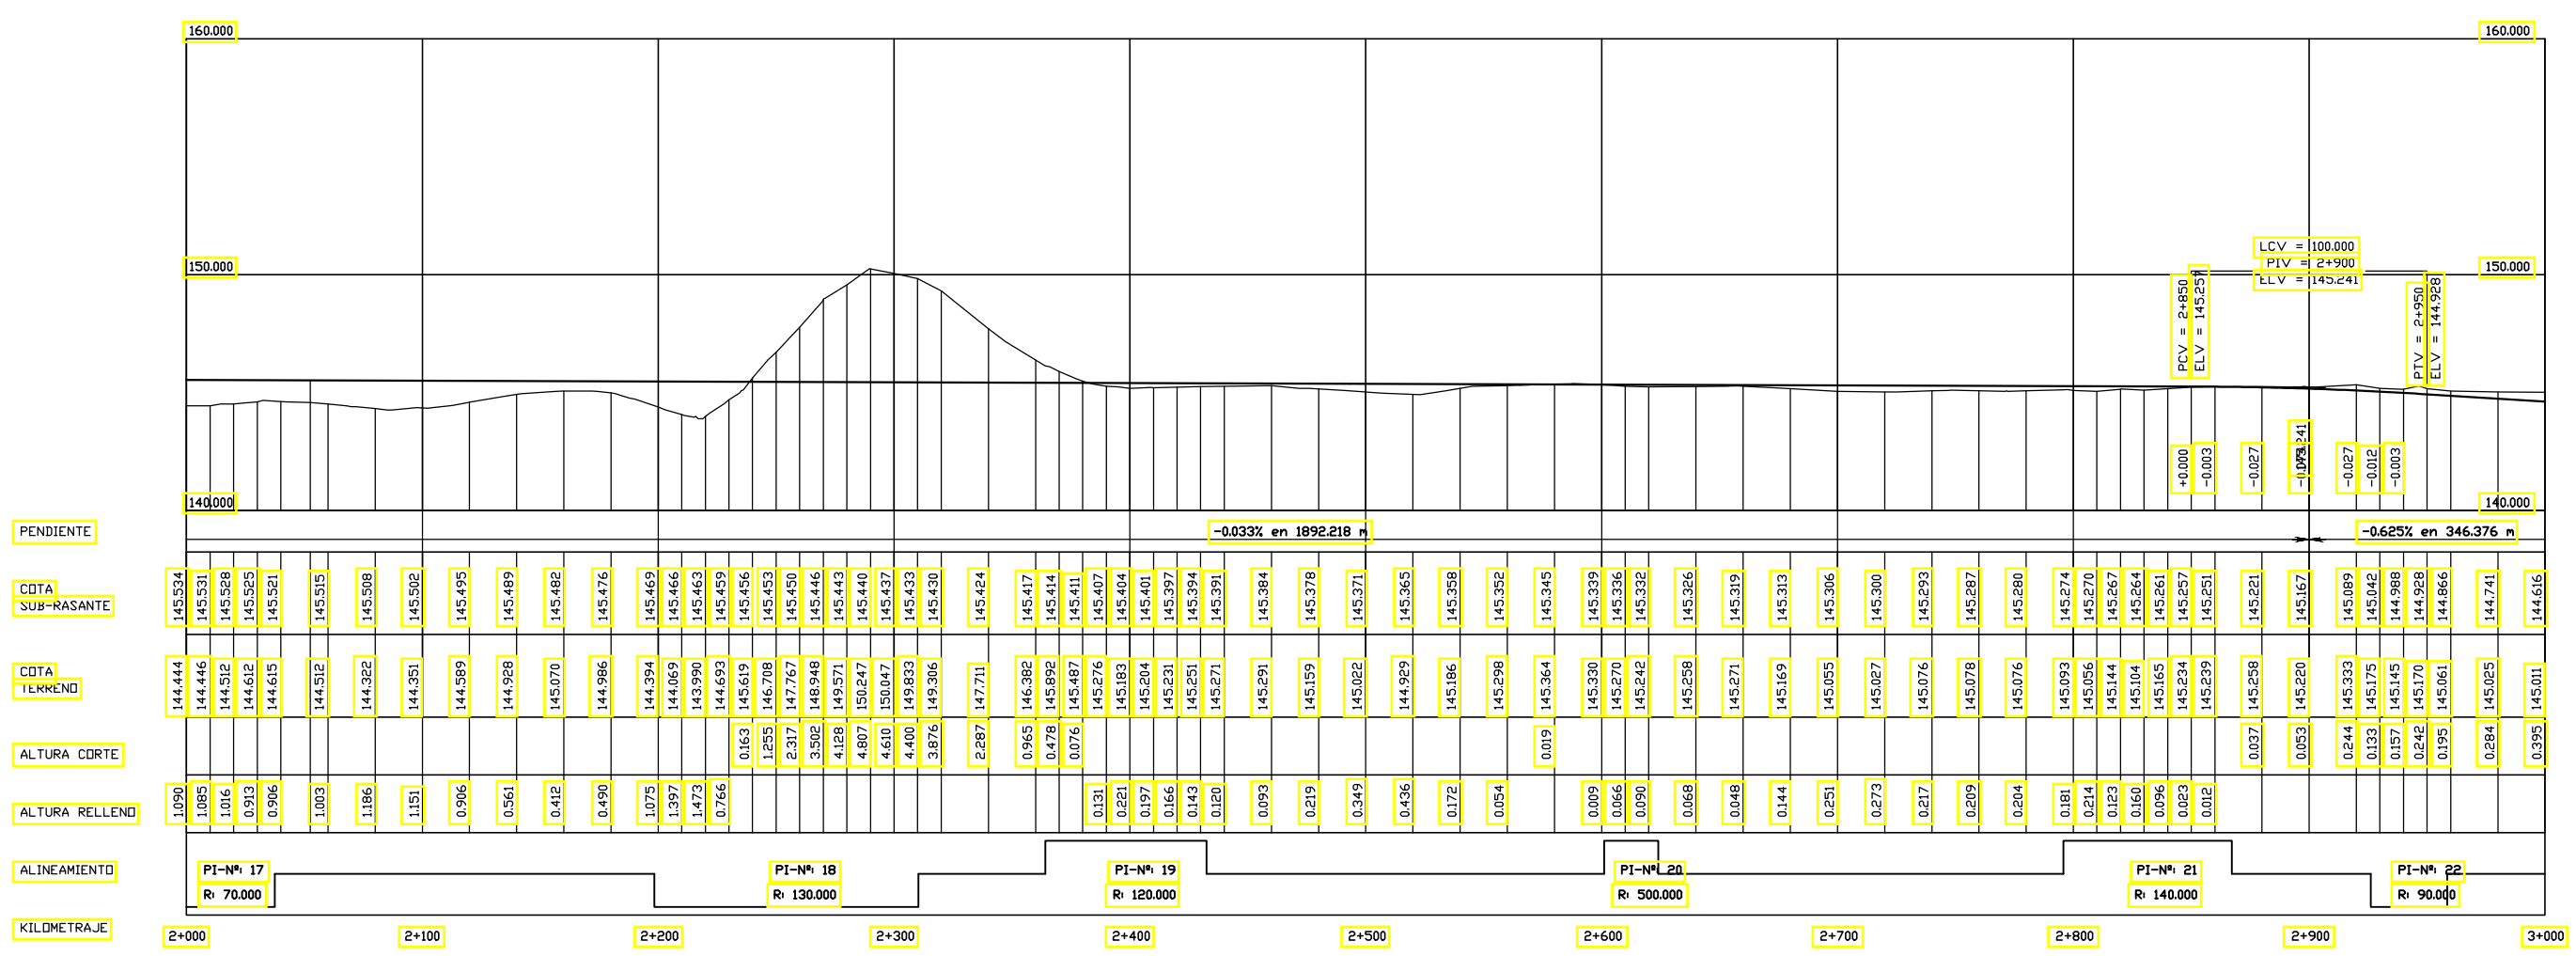 160.000 160.000
LCV = 100.000
150.000 PIV = 2+900 150.000
ELV = 145.241
PCV = 2+850
ELV = 145.257
PTV = 2+950
ELV = 144.928
+0.000 -0.003 -0.027 -0.027 -0.012 -0.003
140.000 140.000
PENDIENTE -0.033% en 1892.218 m -0.625% en 346.376 m
COTA
SUB-RASANTE
145.534 145.531 145.528 145.525 145.521 145.515 145.508 145.502 145.495 145.489 145.482 145.476 145.469 145.466 145.463 145.459 145.456 145.453 145.450 145.446 145.443 145.440 145.437 145.433 145.430 145.424 145.417 145.414 145.411 145.407 145.404 145.401 145.397 145.394 145.391 145.384 145.378 145.371 145.365 145.358 145.352 145.345 145.339 145.336 145.332 145.326 145.319 145.313 145.306 145.300 145.293 145.287 145.280 145.274 145.270 145.267 145.264 145.261 145.257 145.251 145.221 145.167 145.089 145.042 144.988 144.928 144.866 144.741 144.616
COTA
TERRENO
144.444 144.446 144.512 144.612 144.615 144.512 144.322 144.351 144.589 144.928 145.070 144.986 144.394 144.069 143.990 144.693 145.619 146.708 147.767 148.948 149.571 150.247 150.047 149.833 149.306 147.711 146.382 145.892 145.487 145.276 145.183 145.204 145.231 145.251 145.271 145.291 145.159 145.022 144.929 145.186 145.298 145.364 145.330 145.270 145.242 145.258 145.271 145.169 145.055 145.027 145.076 145.078 145.076 145.093 145.056 145.144 145.104 145.165 145.234 145.239 145.258 145.220 145.333 145.175 145.145 145.170 145.061 145.025 145.011
ALTURA CORTE 0.163 1.255 2.317 3.502 4.128 4.807 4.610 4.400 3.876 2.287 0.965 0.478 0.076 0.019 0.037 0.053 0.244 0.133 0.157 0.242 0.195 0.284 0.395
ALTURA RELLENO 1.090 1.085 1.016 0.913 0.906 1.003 1.186 1.151 0.906 0.561 0.412 0.490 1.075 1.397 1.473 0.766 0.131 0.221 0.197 0.166 0.143 0.120 0.093 0.219 0.349 0.436 0.172 0.054 0.009 0.066 0.090 0.068 0.048 0.144 0.251 0.273 0.217 0.209 0.204 0.181 0.214 0.123 0.160 0.096 0.023 0.012
ALINEAMIENTO PI-Nº: 17 PI-Nº: 18 PI-Nº: 19 PI-Nº: 20 PI-Nº: 21 PI-Nº: 22
R: 70.000 R: 130.000 R: 120.000 R: 500.000 R: 140.000 R: 90.000
KILOMETRAJE
2+000 2+100 2+200 2+300 2+400 2+500 2+600 2+700 2+800 2+900 3+000